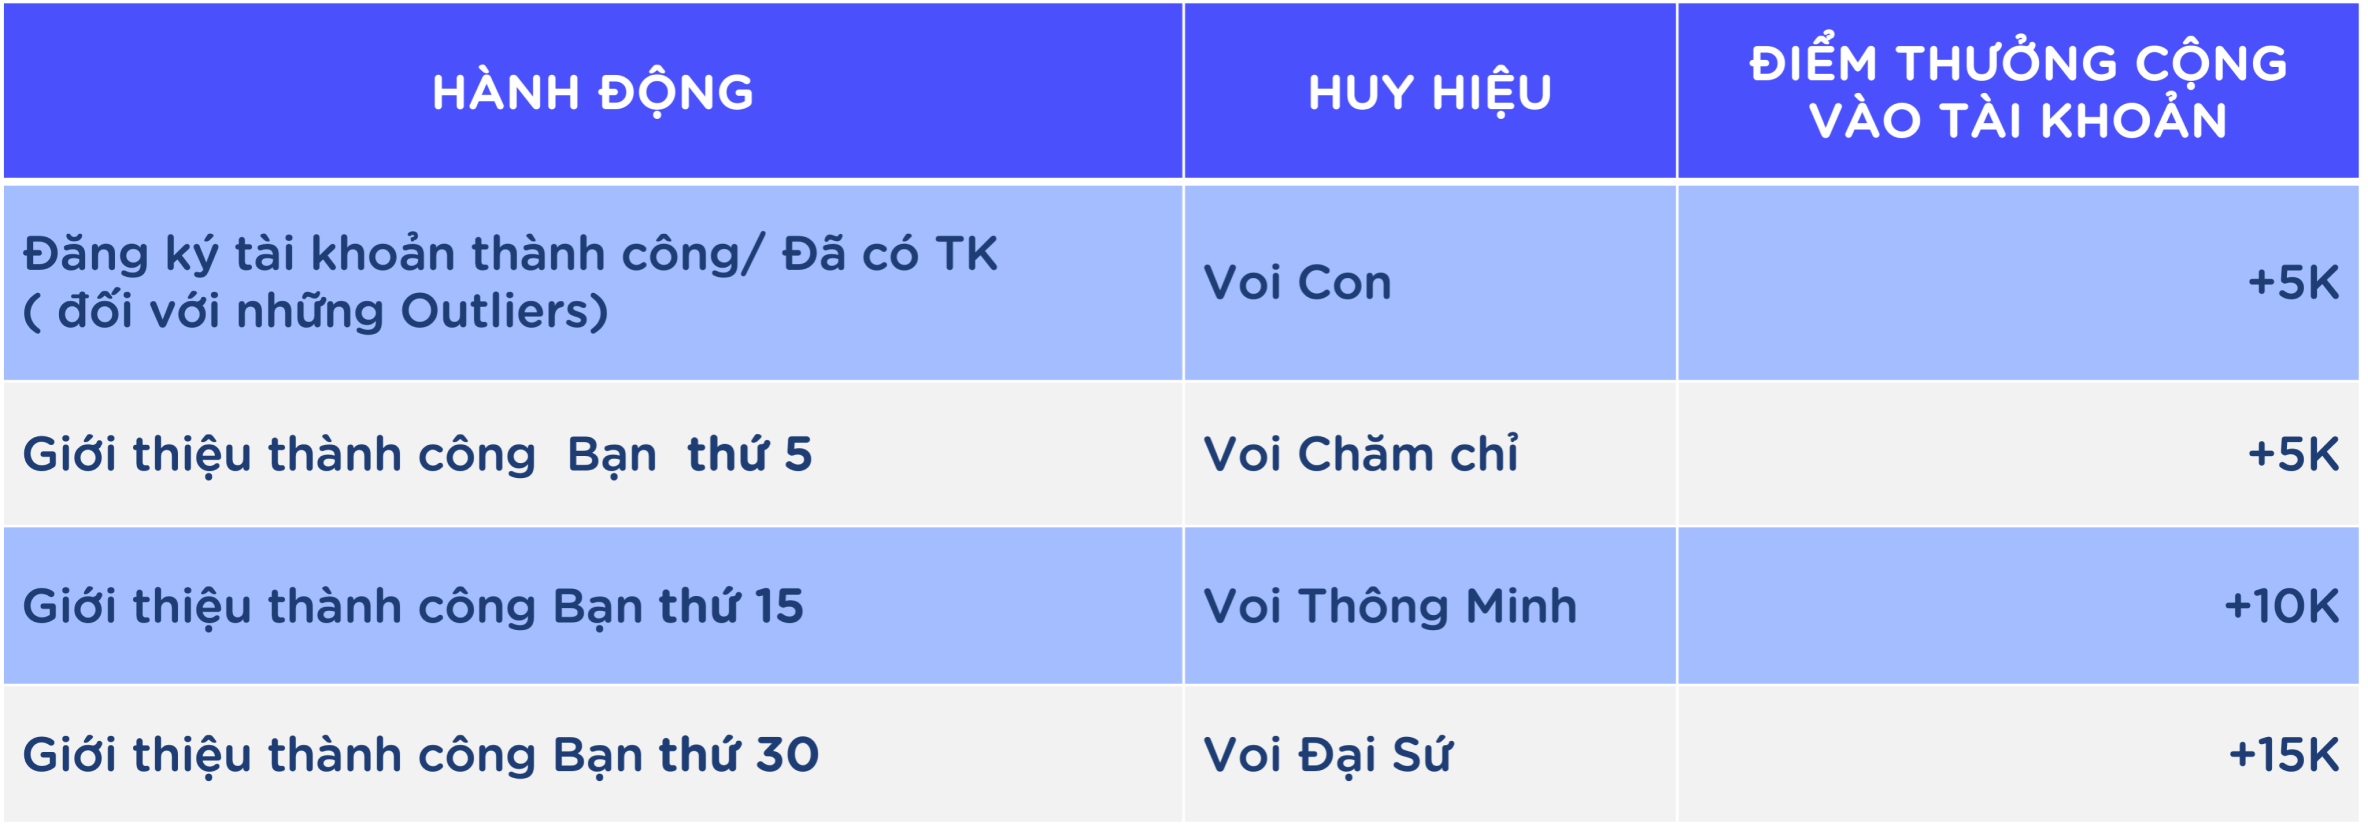 HÀNH ĐỘNG
HUY HIỆU
ĐIỂM THƯỞNG CỘNG
VÀO TÀI KHOẢN
Đăng ký tài khoản thành công/ Đã có TK
( đối với những Outliers)
Voi Con
+5K
Giới thiệu thành công  Bạn  thứ 5
Voi Chăm chỉ
+5K
Giới thiệu thành công Bạn thứ 15
Voi Thông Minh
+10K
Giới thiệu thành công Bạn thứ 30
Voi Đại Sứ
+15K